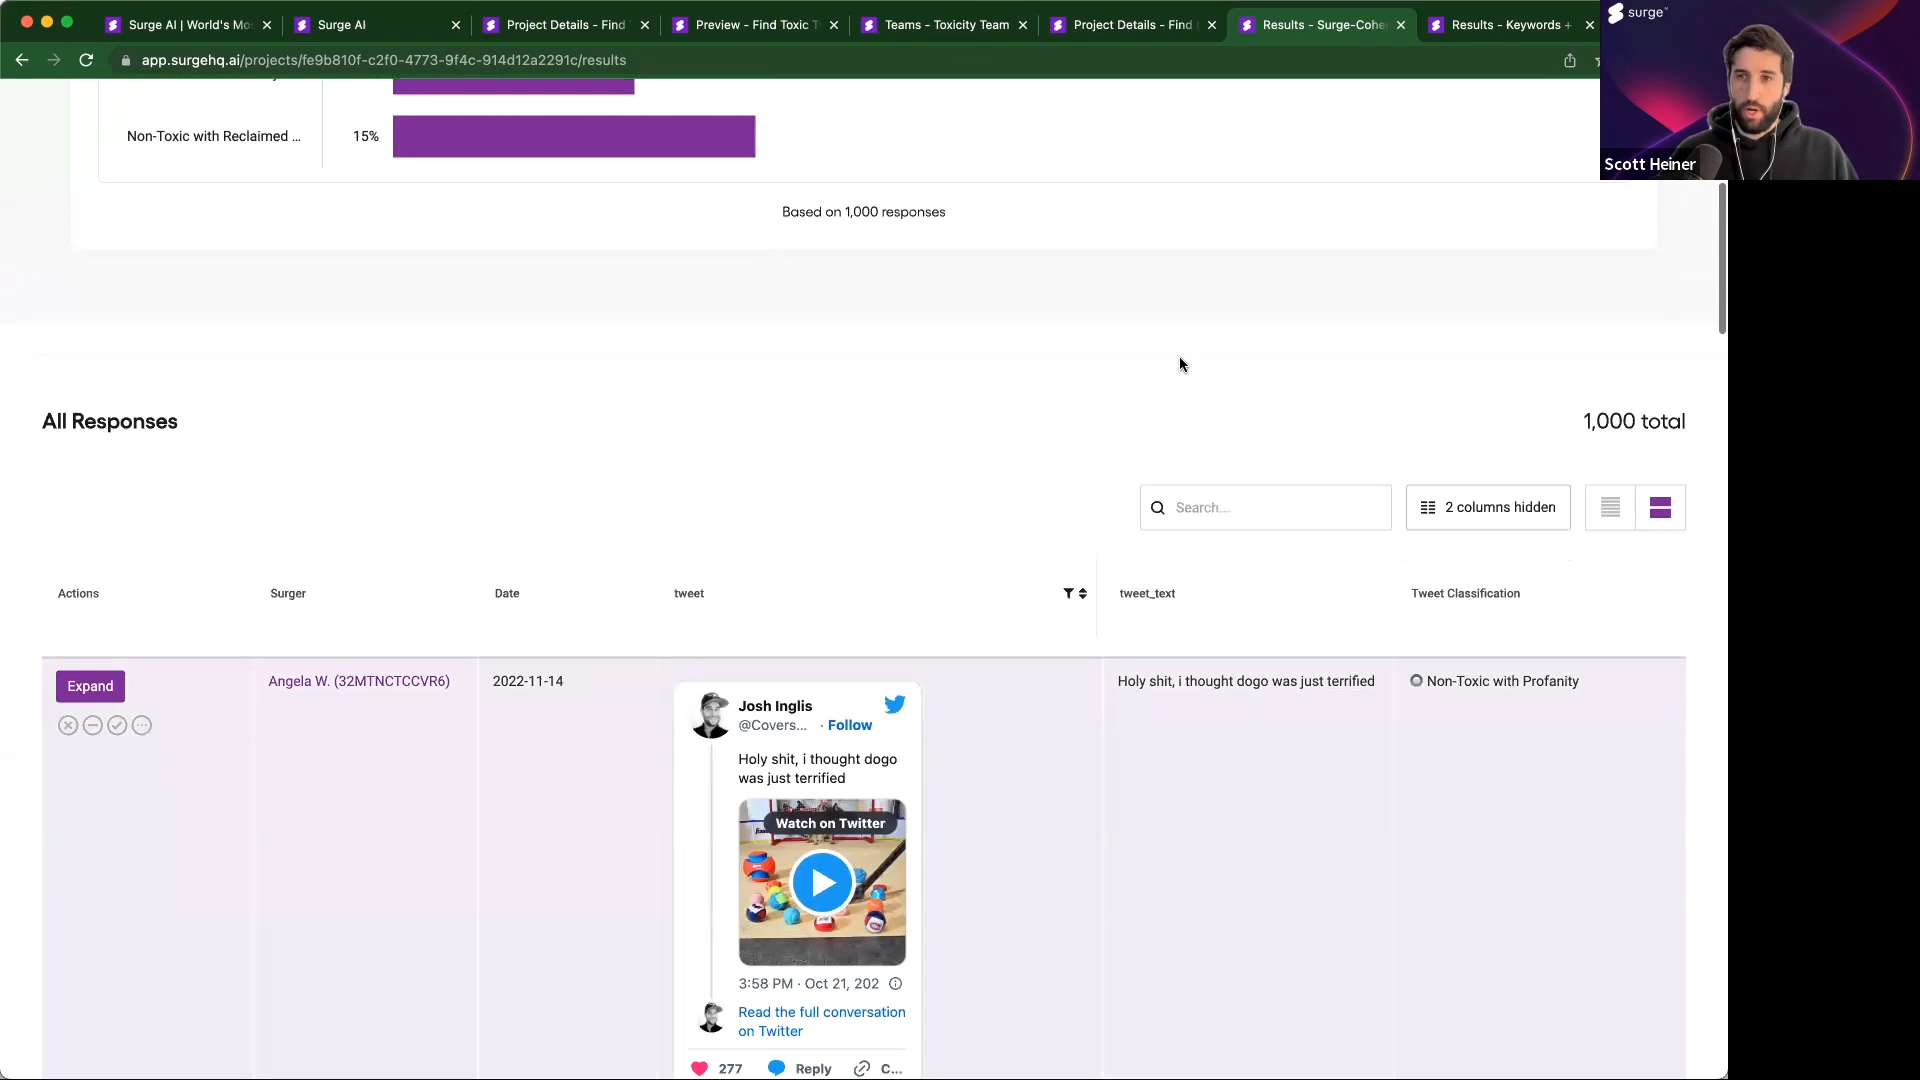 Surge AI | World's Mo
Surge AI
Project Details - Find
Preview - Find Toxic T
Teams - Toxicity Team
Project Details - Find
Results - Surge-Cohe
Results - Keywords +
surge
app.surgehq.ai/projects/fe9b810f-c2f0-4773-9f4c-914d12a2291c/results
Scott Heiner
Non-Toxic with Reclaimed ...
15%
Based on 1,000 responses
All Responses
1,000 total
Search...
2 columns hidden
Actions
Surger
Date
tweet
tweet_text
Tweet Classification
Expand
Angela W. (32MTNCTCCVR6)
2022-11-14
Josh Inglis
@Covers... · Follow
Holy shit, i thought dogo
was just terrified
Watch on Twitter
3:58 PM · Oct 21, 202
Read the full conversation
on Twitter
277
Reply
C...
Holy shit, i thought dogo was just terrified
Non-Toxic with Profanity